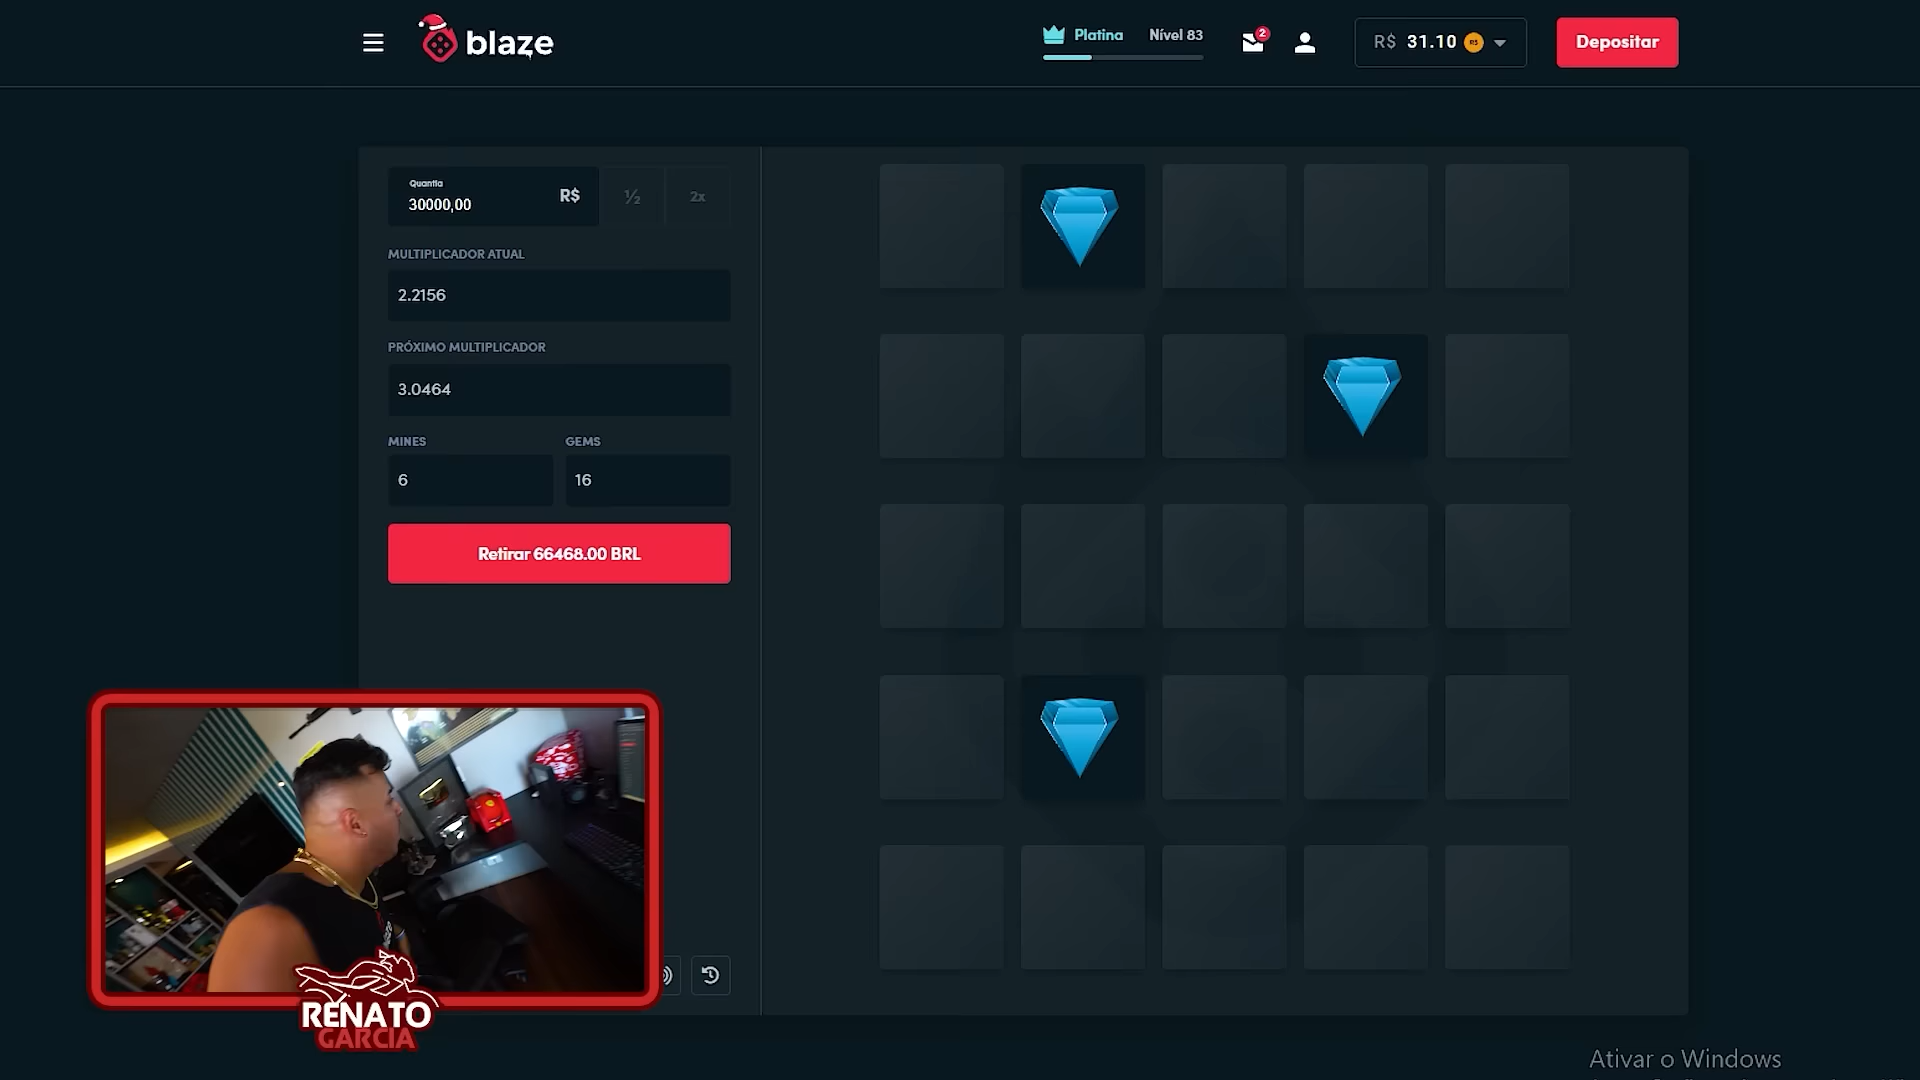 blaze
Platina Nível 83
2
R$ 31.10 R$
Depositar
Quantia
30000,00 R$ ½ 2x
MULTIPLICADOR ATUAL
2.2156
PRÓXIMO MULTIPLICADOR
3.0464
MINES GEMS
6 16
Retirar 66468.00 BRL
RENATO
GARCIA
Ativar o Windows